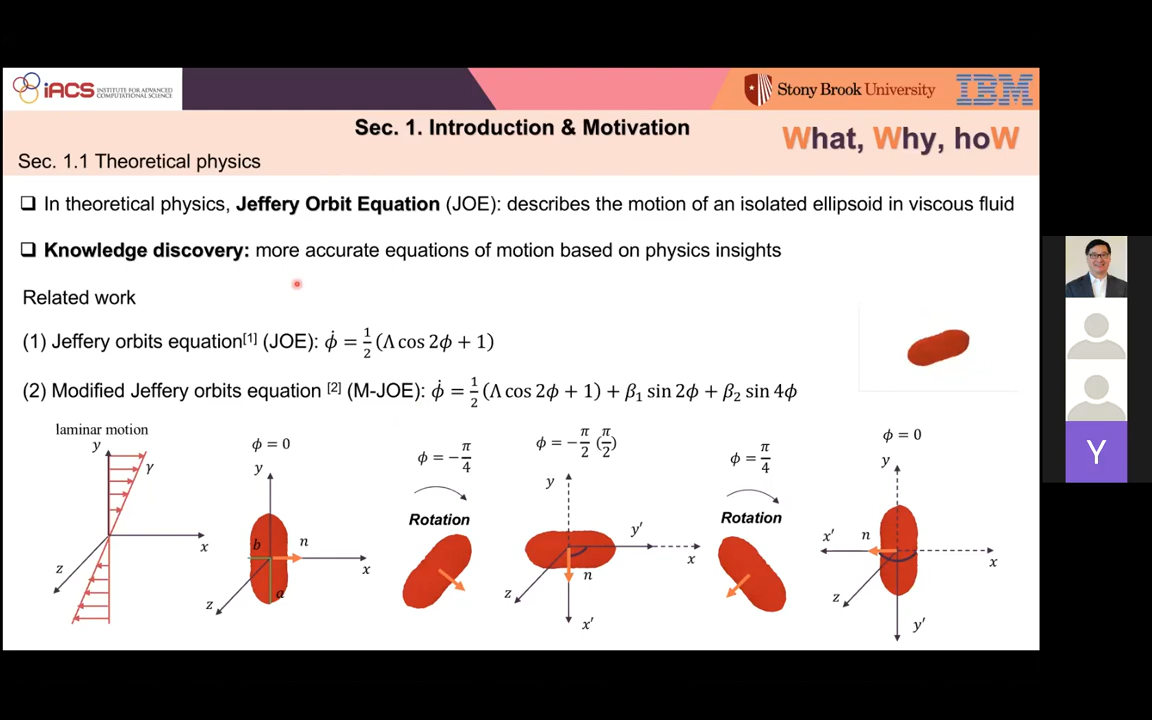 iACS INSTITUTE FOR ADVANCED COMPUTATIONAL SCIENCE
Stony Brook University
IBM
Sec. 1. Introduction & Motivation
What, Why, hoW
Sec. 1.1 Theoretical physics
In theoretical physics, Jeffery Orbit Equation (JOE): describes the motion of an isolated ellipsoid in viscous fluid
Knowledge discovery: more accurate equations of motion based on physics insights
Related work
(1) Jeffery orbits equation[1] (JOE): φ̇ = 1/2 (Λ cos 2φ + 1)
(2) Modified Jeffery orbits equation [2] (M-JOE): φ̇ = 1/2 (Λ cos 2φ + 1) + β₁ sin 2φ + β₂ sin 4φ
laminar motion
y
γ
x
z
φ = 0
y
b
n
a
x
z
φ = −π/4
Rotation
φ = −π/2 (π/2)
y
y′
x
n
z
x′
φ = π/4
Rotation
φ = 0
y
x′
n
x
z
y′
Y